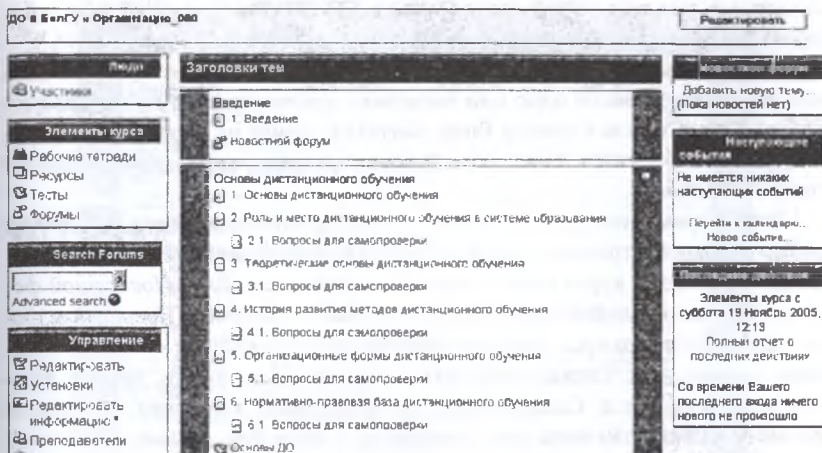 ДО в БелГУ » Организацию_080
Редактировать
Люди
Участники
Элементы курса
Рабочие тетради
Ресурсы
Тесты
Форумы
Search Forums
Advanced search
Управление
Редактировать
Установки
Редактировать
информацию
Преподаватели
Заголовки тем
Введение
1. Введение
Новостной форум
Основы дистанционного обучения
1. Основы дистанционного обучения
2. Роль и место дистанционного обучения в системе образования
2.1. Вопросы для самопроверки
3. Теоретические основы дистанционного обучения
3.1. Вопросы для самопроверки
4. История развития методов дистанционного обучения
4.1. Вопросы для самопроверки
5. Организационные формы дистанционного обучения
5.1. Вопросы для самопроверки
6. Нормативно-правовая база дистанционного обучения
6.1. Вопросы для самопроверки
Основы ДО
Новостной форум
Добавить новую тему...
(Пока новостей нет)
Наступающие
события
Не имеется никаких
наступающих событий
Перейти к календарю...
Новое событие...
Элементы курса с
суббота 19 Ноябрь 2005,
12:13
Полный отчет о
последних действиях
Со времени Вашего
последнего входа ничего
нового не произошло